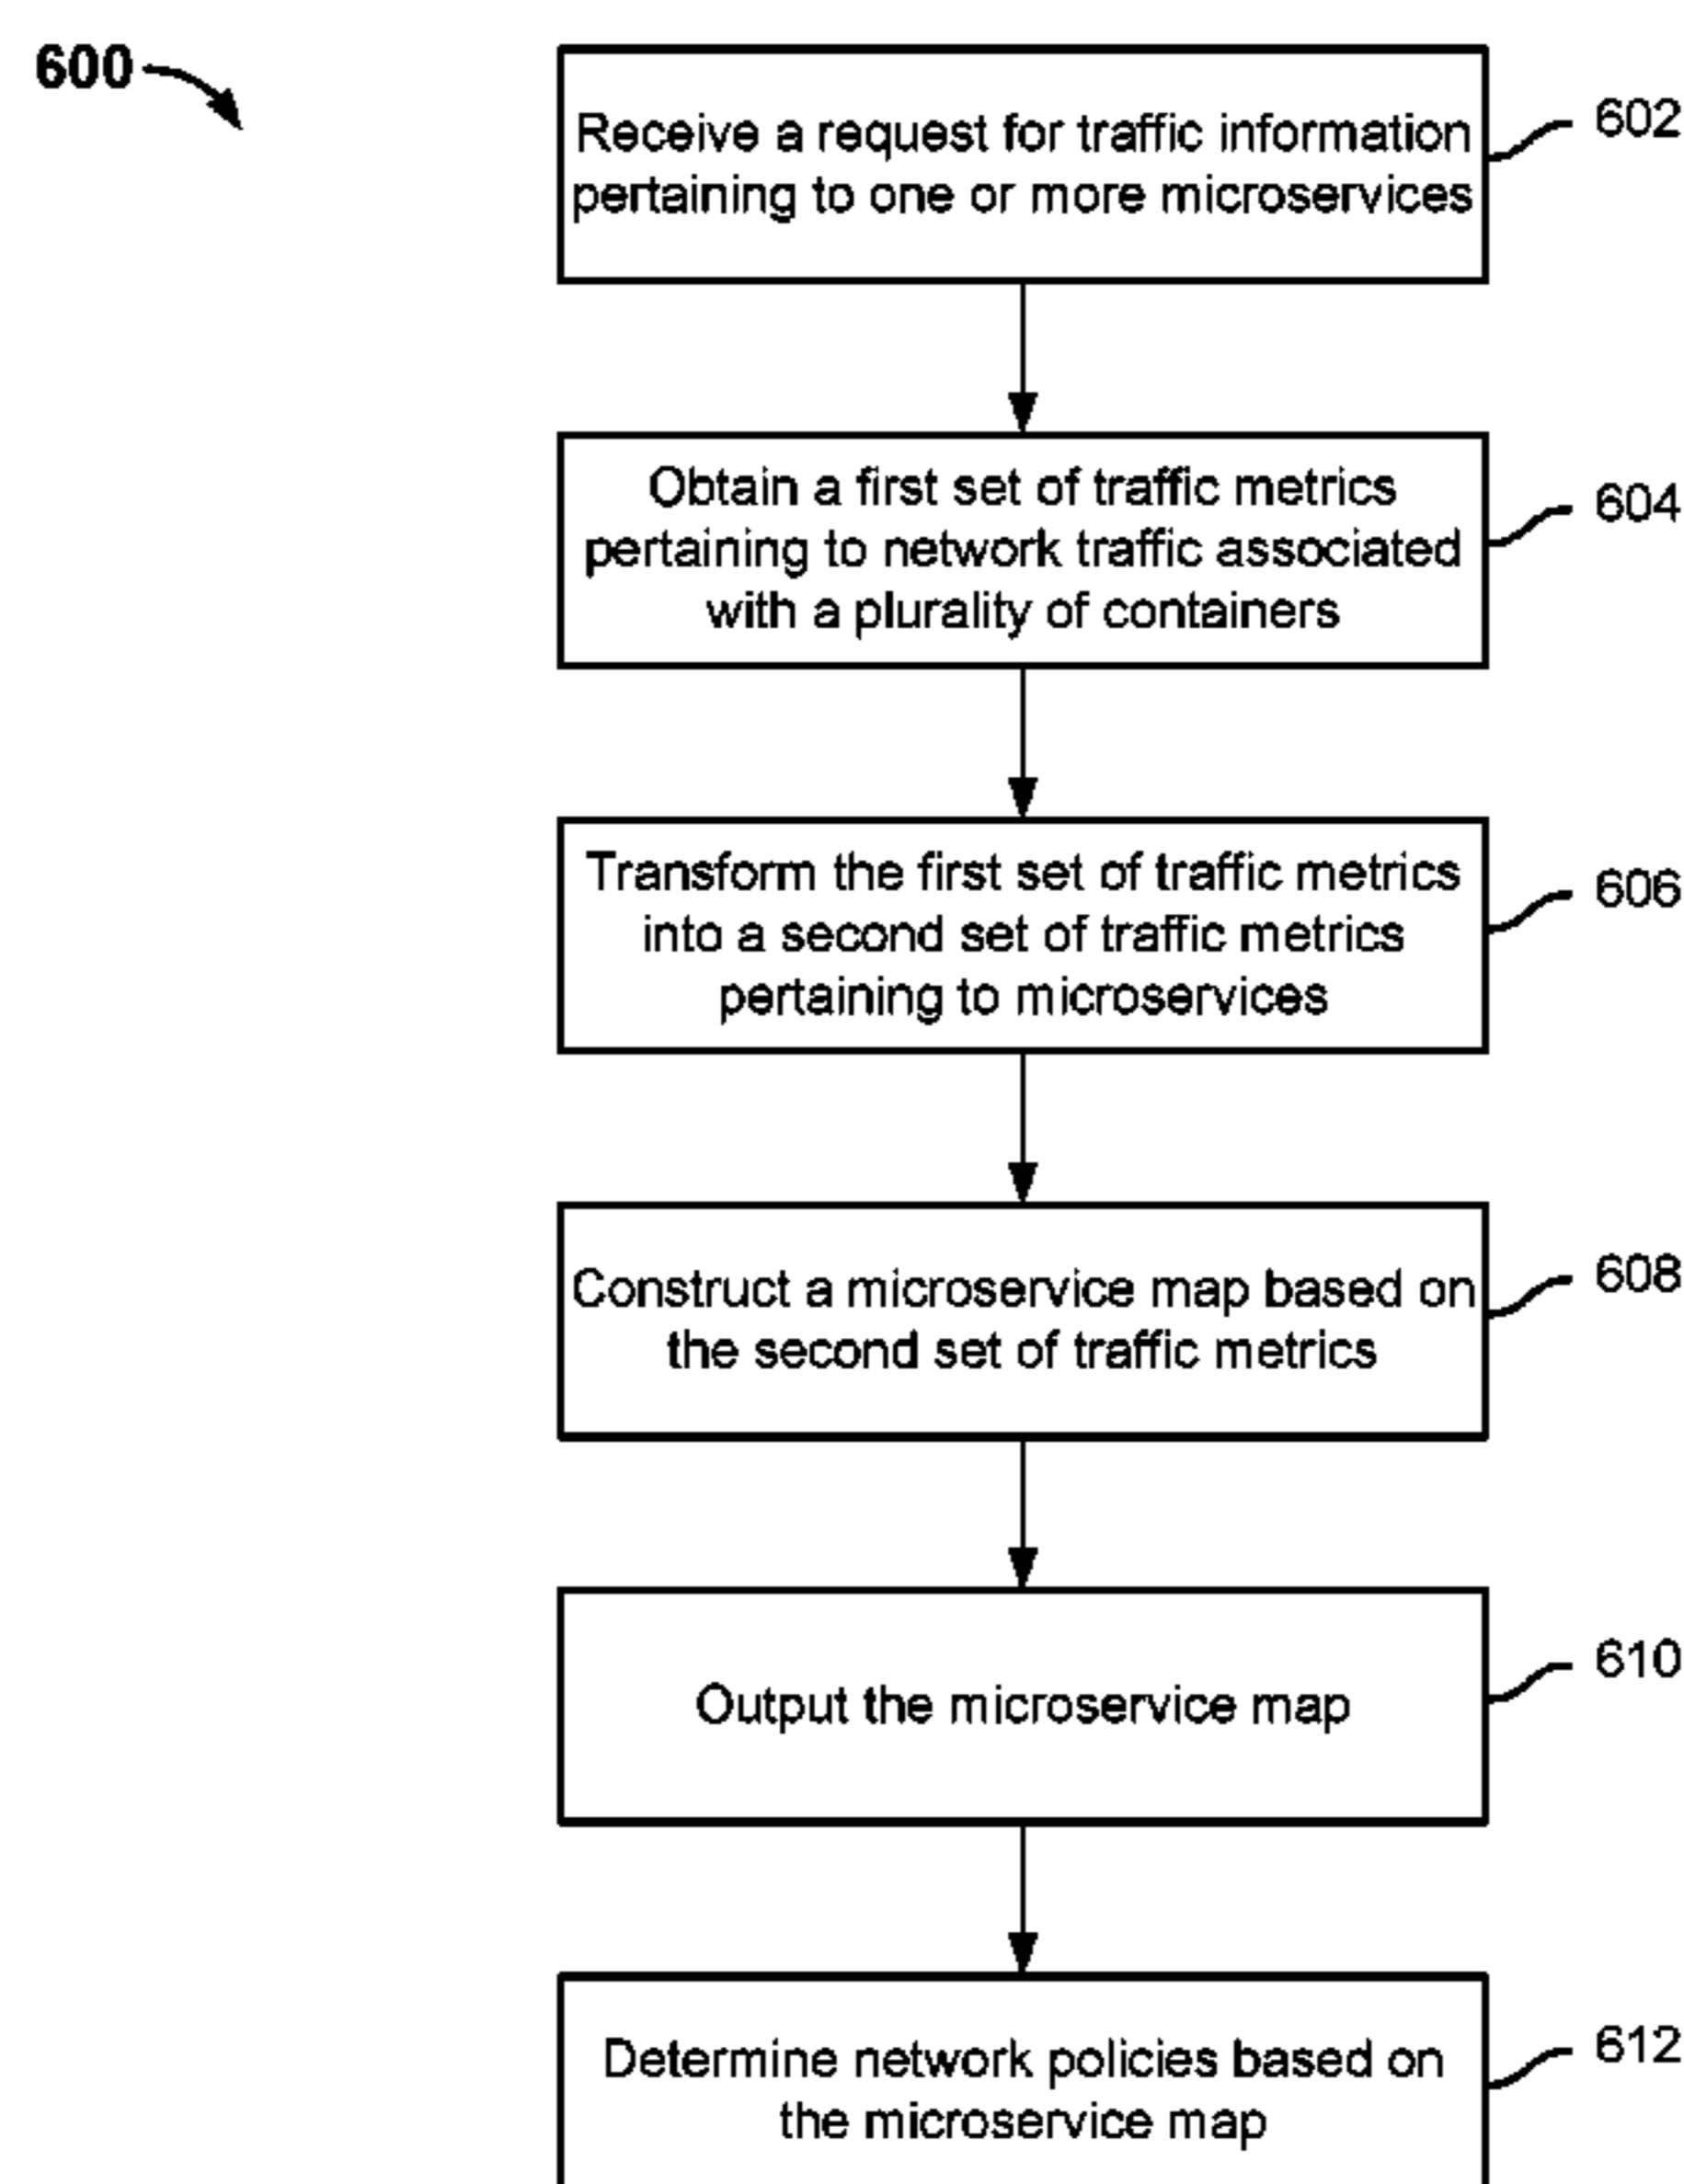 600
Receive a request for traffic information
pertaining to one or more microservices
602
Obtain a first set of traffic metrics
pertaining to network traffic associated
with a plurality of containers
604
Transform the first set of traffic metrics
into a second set of traffic metrics
pertaining to microservices
606
Construct a microservice map based on
the second set of traffic metrics
608
Output the microservice map
610
Determine network policies based on
the microservice map
612